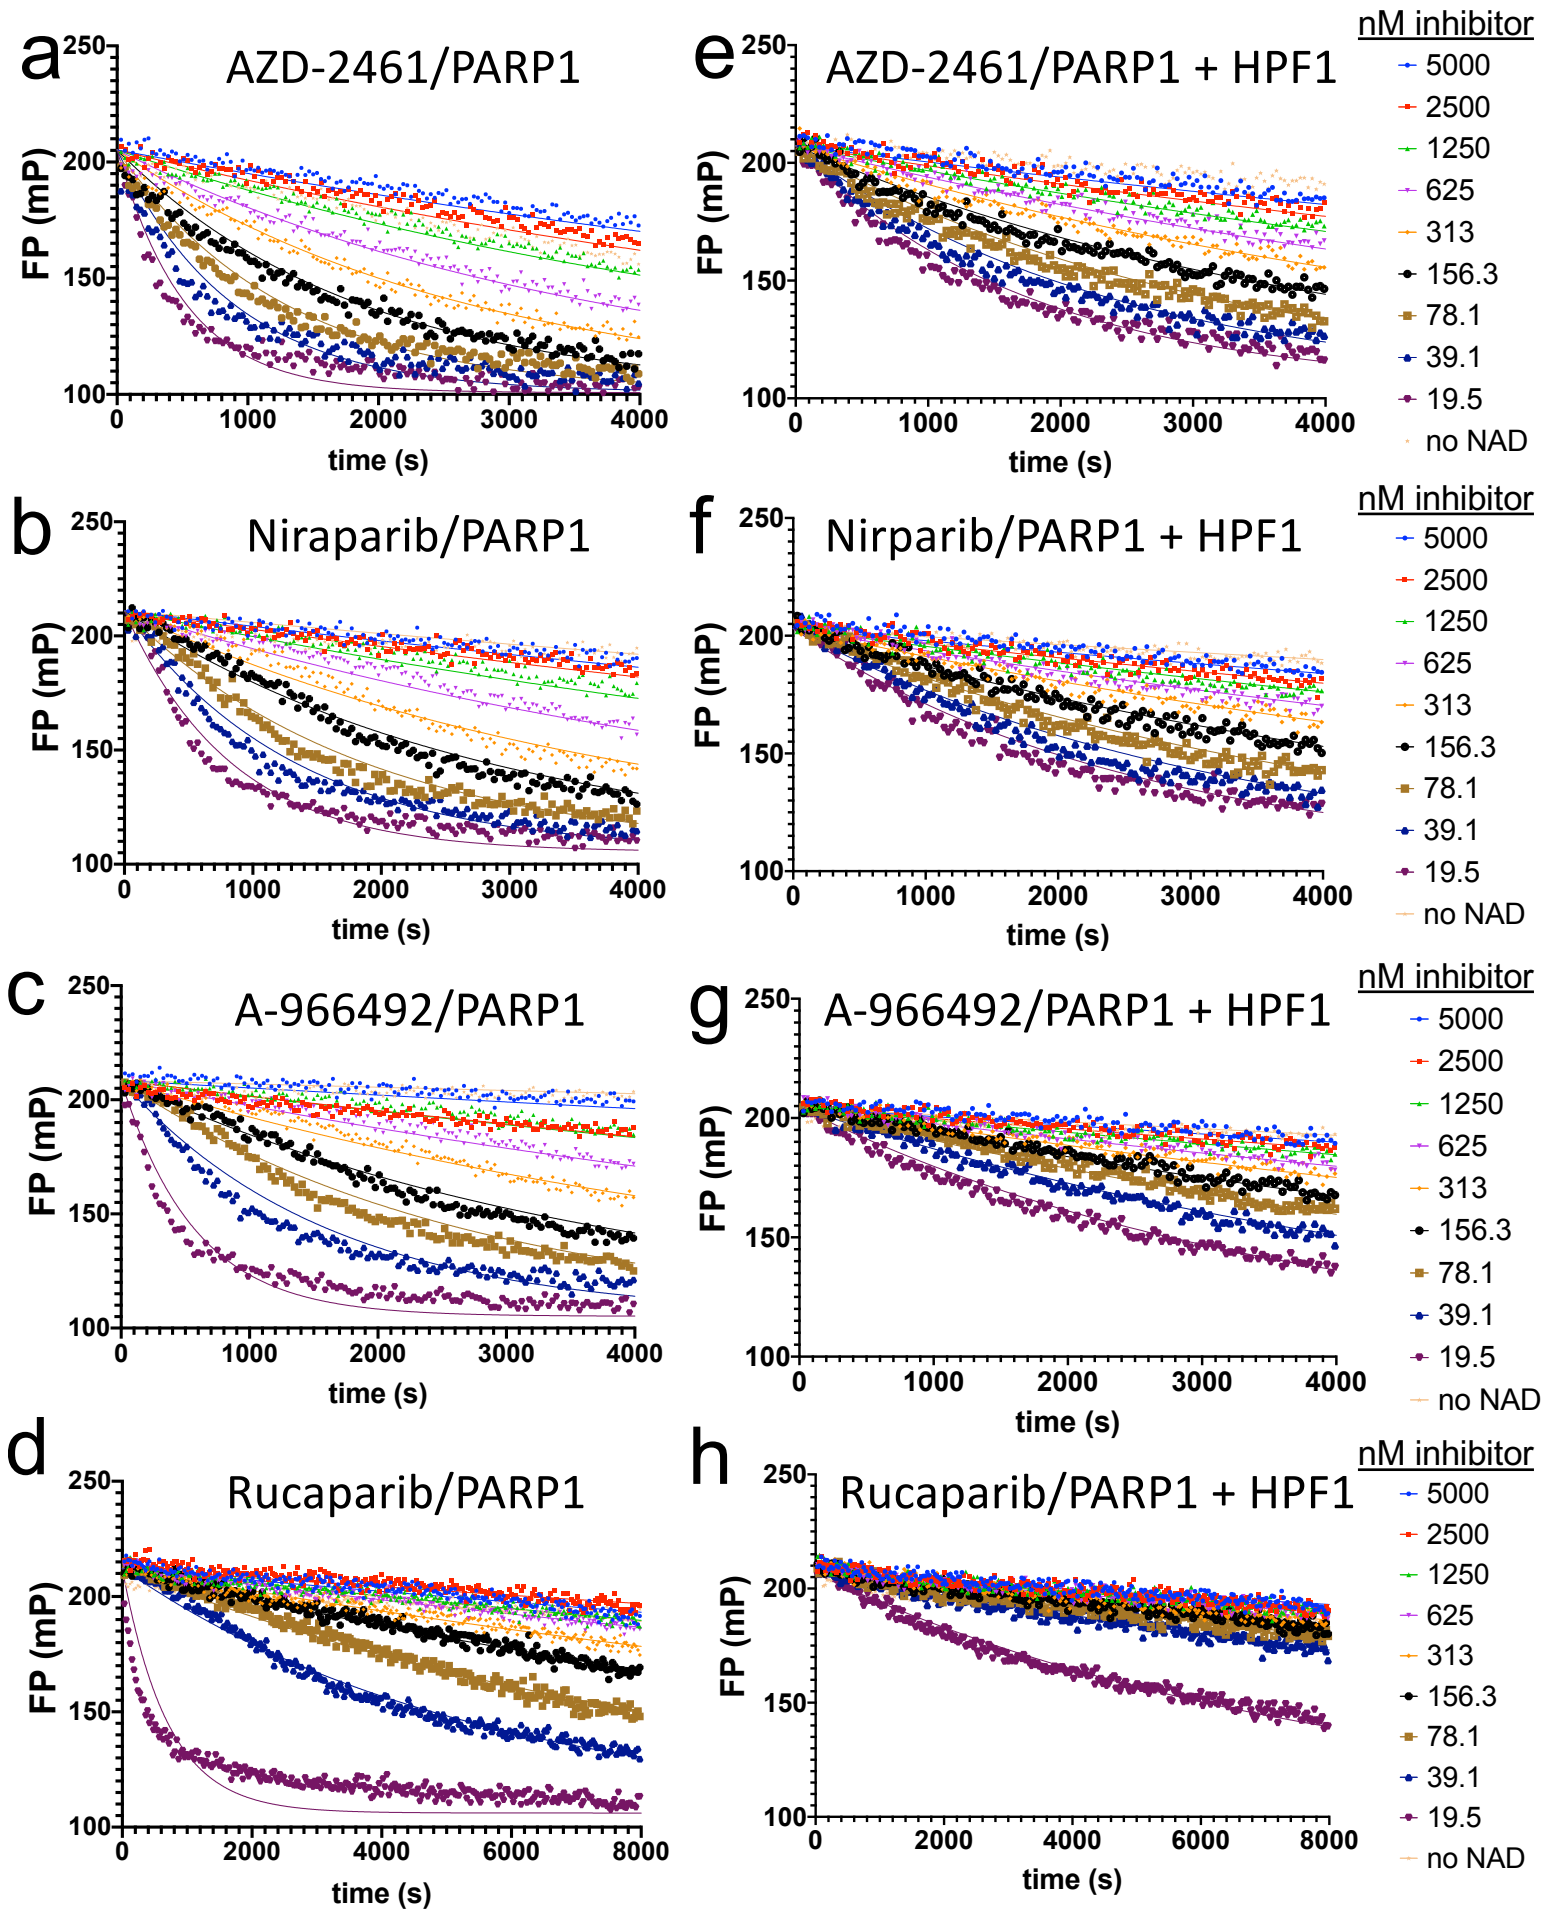 a
AZD-2461/PARP1
250
200
150
100
FP (mP)
0
1000
2000
3000
4000
time (s)
e
AZD-2461/PARP1 + HPF1
250
200
150
100
FP (mP)
0
1000
2000
3000
4000
time (s)
nM inhibitor
5000
2500
1250
625
313
156.3
78.1
39.1
19.5
no NAD
b
Niraparib/PARP1
250
200
150
100
FP (mP)
0
1000
2000
3000
4000
time (s)
f
Nirparib/PARP1 + HPF1
250
200
150
100
FP (mP)
0
1000
2000
3000
4000
time (s)
nM inhibitor
5000
2500
1250
625
313
156.3
78.1
39.1
19.5
no NAD
c
A-966492/PARP1
250
200
150
100
FP (mP)
0
1000
2000
3000
4000
time (s)
g
A-966492/PARP1 + HPF1
250
200
150
100
FP (mP)
0
1000
2000
3000
4000
time (s)
nM inhibitor
5000
2500
1250
625
313
156.3
78.1
39.1
19.5
no NAD
d
Rucaparib/PARP1
250
200
150
100
FP (mP)
0
2000
4000
6000
8000
time (s)
h
Rucaparib/PARP1 + HPF1
250
200
150
100
FP (mP)
0
2000
4000
6000
8000
time (s)
nM inhibitor
5000
2500
1250
625
313
156.3
78.1
39.1
19.5
no NAD